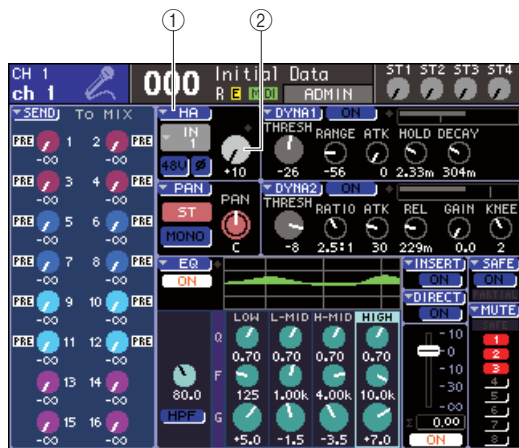 ① ②
CH 1
ch 1
000
Initial Data
R E MIDI ADMIN
ST1 ST2 ST3 ST4
SEND To MIX
PRE 1 2 PRE
-∞ -∞
PRE 3 4 PRE
-∞ -∞
PRE 5 6 PRE
-∞ -∞
PRE 7 8 PRE
-∞ -∞
PRE 9 10 PRE
-∞ -∞
PRE 11 12 PRE
-∞ -∞
13 14
-∞ -∞
15 16
-∞ -∞
HA
IN
1
48V Ø
+10
PAN
ST
MONO
PAN
C
DYNA1 ON
THRESH RANGE ATK HOLD DECAY
-26 -56 0 2.33m 304m
DYNA2 ON
THRESH RATIO ATK REL GAIN KNEE
-8 2.5:1 30 229m 0.0 2
EQ
ON
LOW L-MID H-MID HIGH
Q 0.70 0.70 0.70 0.70
F 125 1.00k 4.00k 10.0k
G +5.0 -1.5 -3.5 +7.0
80.0
HPF
INSERT
ON
DIRECT
ON
10
0
-10
-30
-∞
Σ 0.00
ON
SAFE
PARTIAL
MUTE
SAFE
1
2
3
4
5
6
7
8